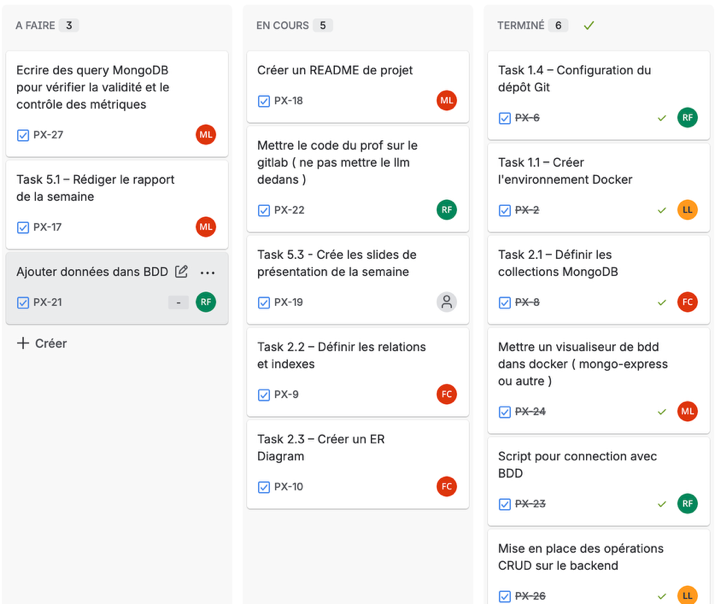 A FAIRE 3
Ecrire des query MongoDB
pour vérifier la validité et le
contrôle des métriques
PX-27
ML
Task 5.1 – Rédiger le rapport
de la semaine
PX-17
ML
Ajouter données dans BDD
PX-21
-
RF
Créer
EN COURS 5
Créer un README de projet
PX-18
ML
Mettre le code du prof sur le
gitlab ( ne pas mettre le llm
dedans )
PX-22
RF
Task 5.3 - Crée les slides de
présentation de la semaine
PX-19
Task 2.2 – Définir les relations
et indexes
PX-9
FC
Task 2.3 – Créer un ER
Diagram
PX-10
FC
TERMINÉ 6
Task 1.4 – Configuration du
dépôt Git
PX-6
RF
Task 1.1 – Créer
l'environnement Docker
PX-2
LL
Task 2.1 – Définir les
collections MongoDB
PX-8
FC
Mettre un visualiseur de bdd
dans docker ( mongo-express
ou autre )
PX-24
ML
Script pour connection avec
BDD
PX-23
RF
Mise en place des opérations
CRUD sur le backend
PX-26
LL